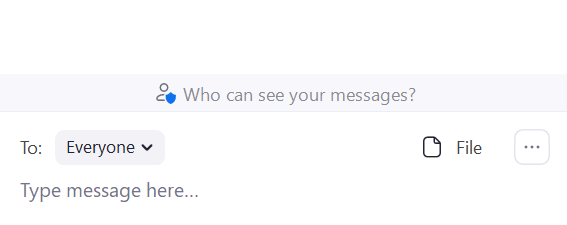 Who can see your messages?
To: Everyone File
Type message here...